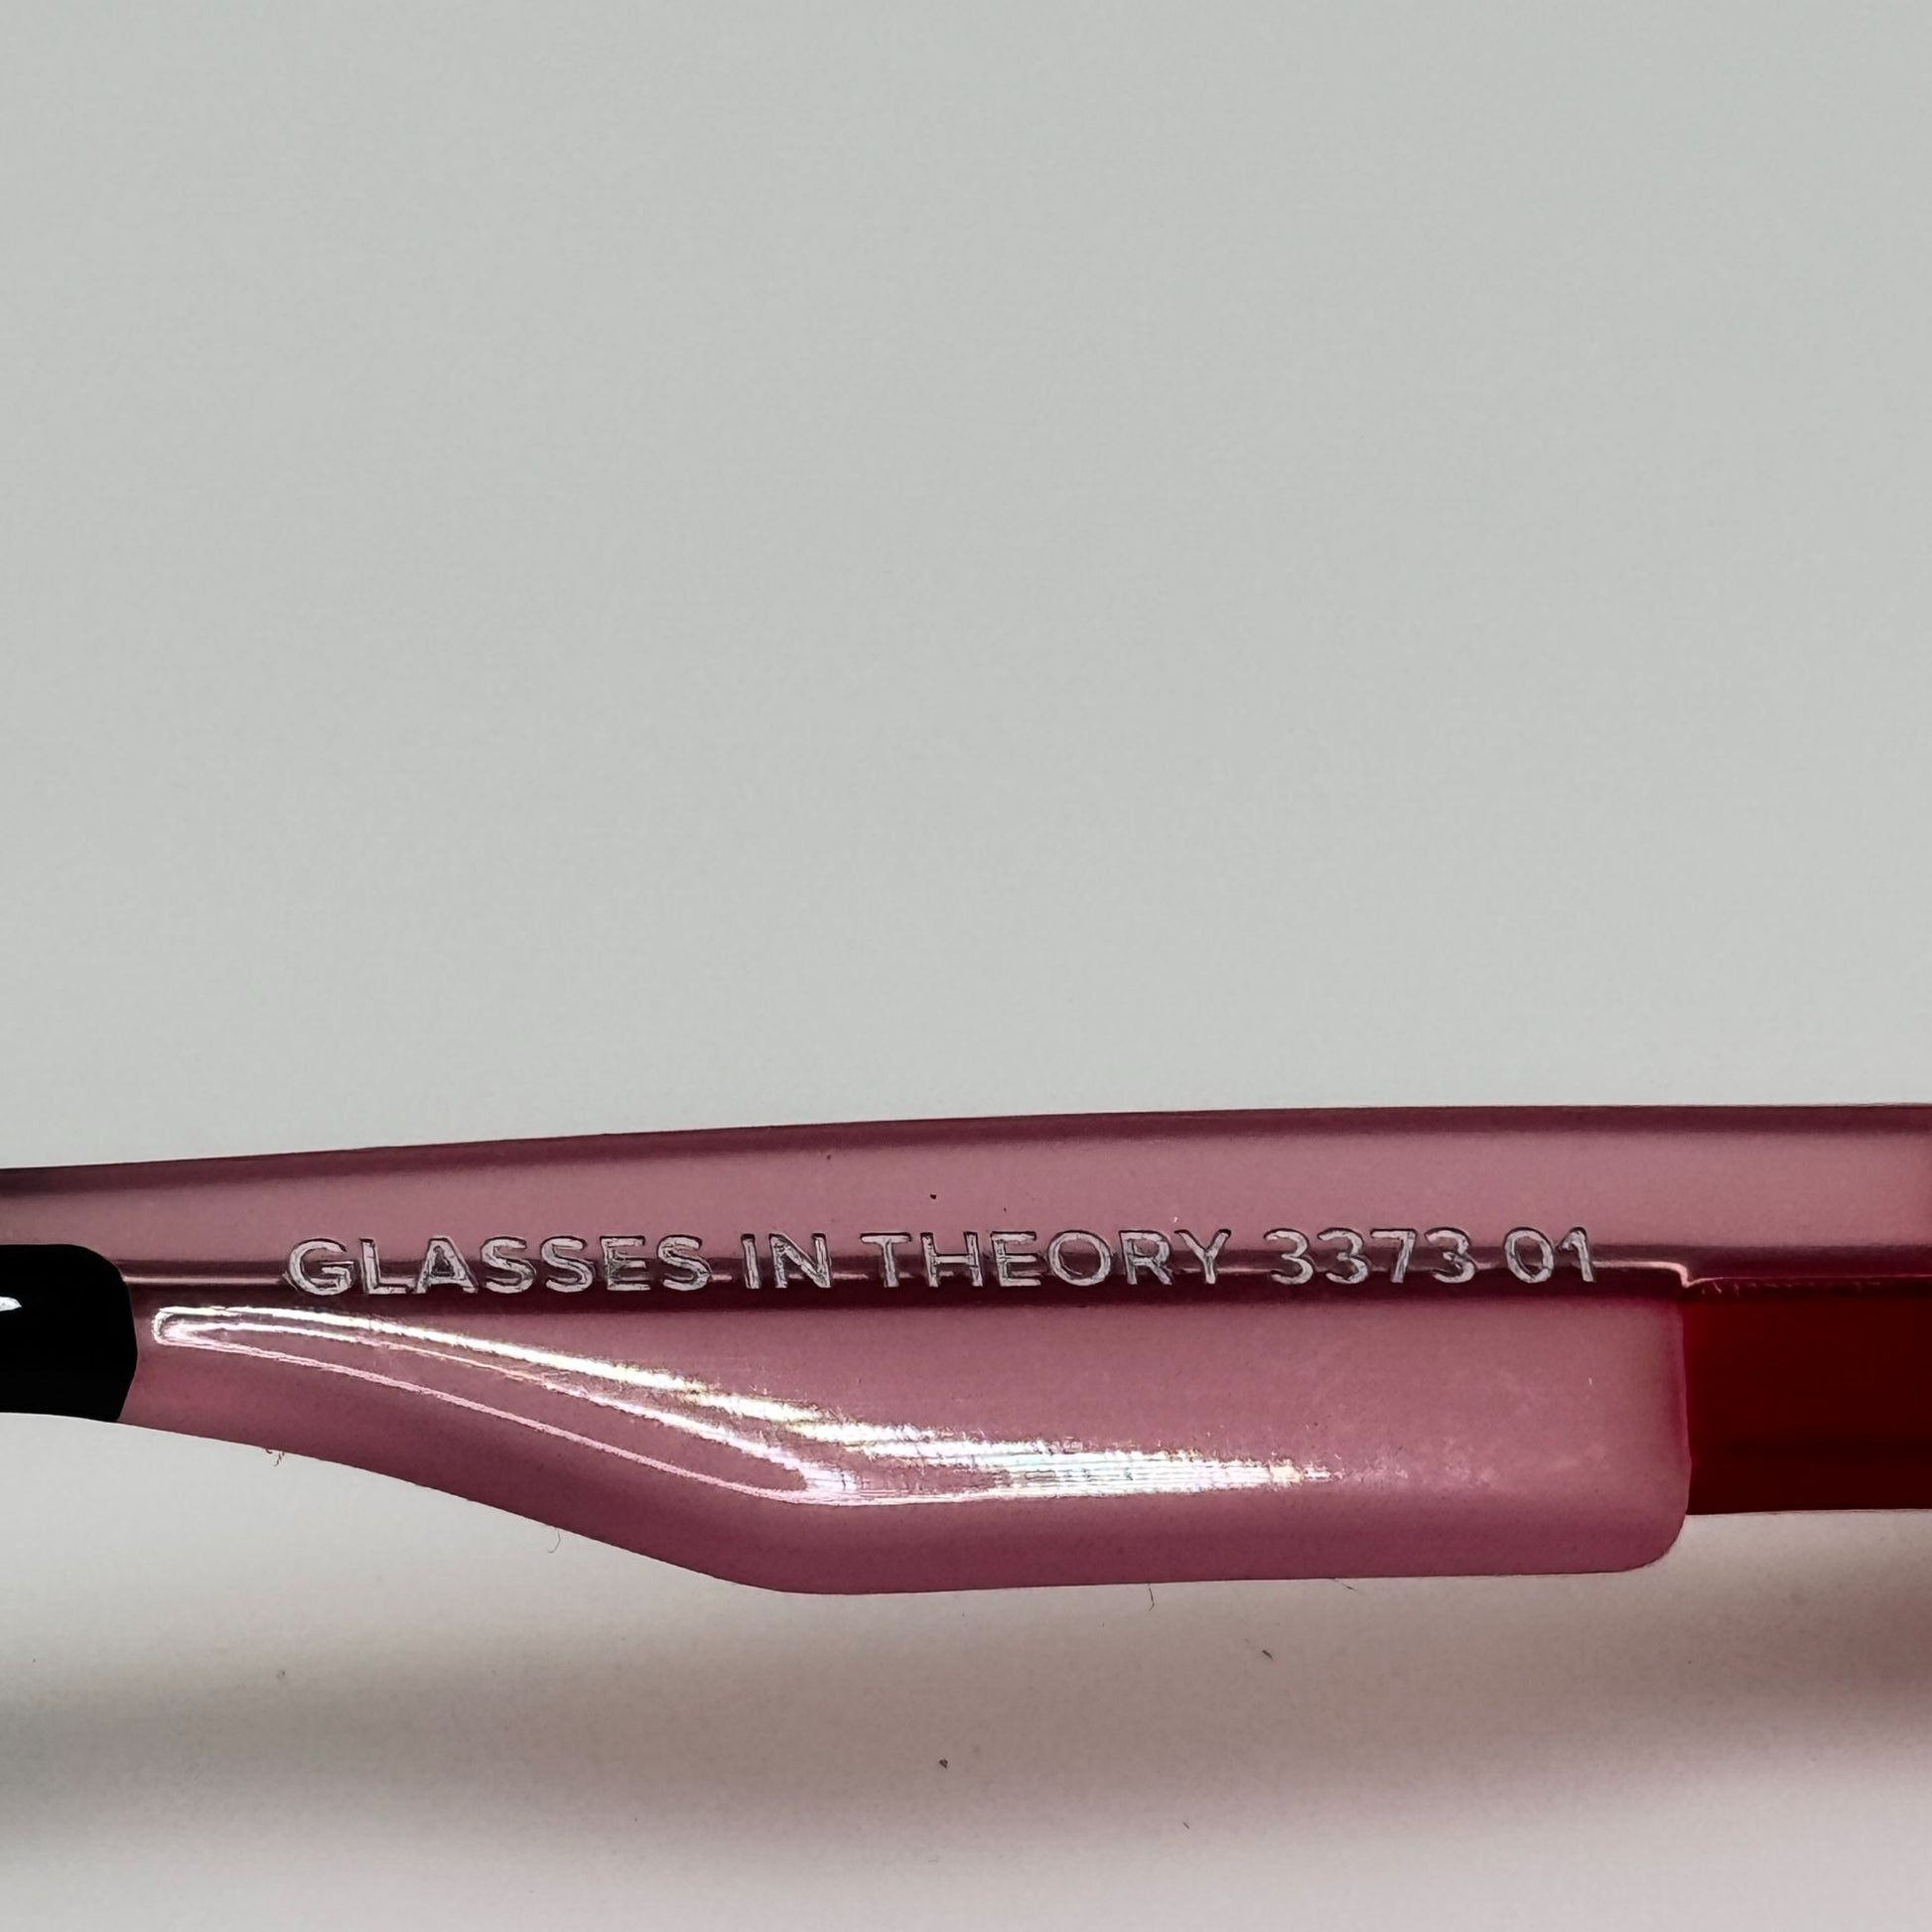 GLASSES IN THEORY 3373 01